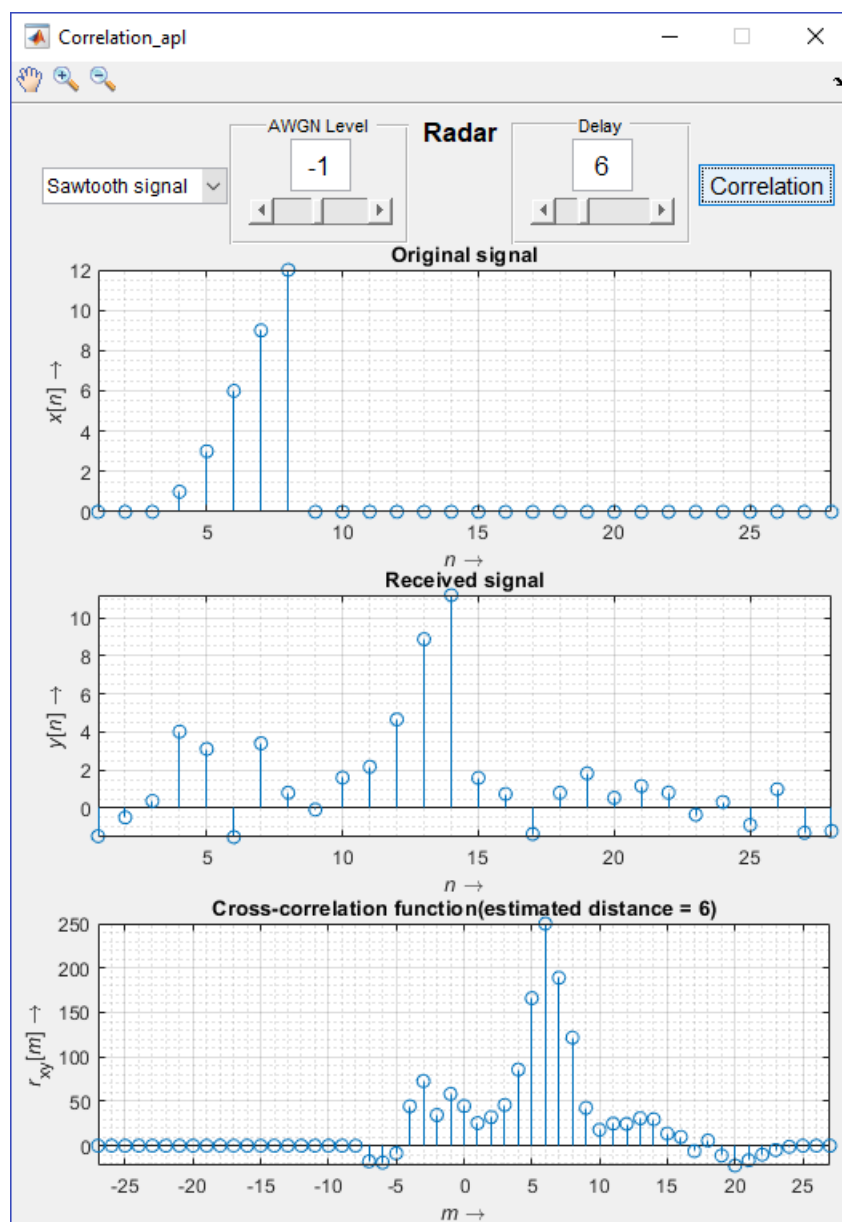 Correlation_apl
AWGN Level
Radar
Delay
-1
6
Sawtooth signal
Correlation
Original signal
12
10
8
6
4
2
0
x[n] →
5 10 15 20 25
n →
Received signal
10
8
6
4
2
0
y[n] →
5 10 15 20 25
n →
Cross-correlation function(estimated distance = 6)
250
200
150
100
50
0
rxy[m] →
-25 -20 -15 -10 -5 0 5 10 15 20 25
m →